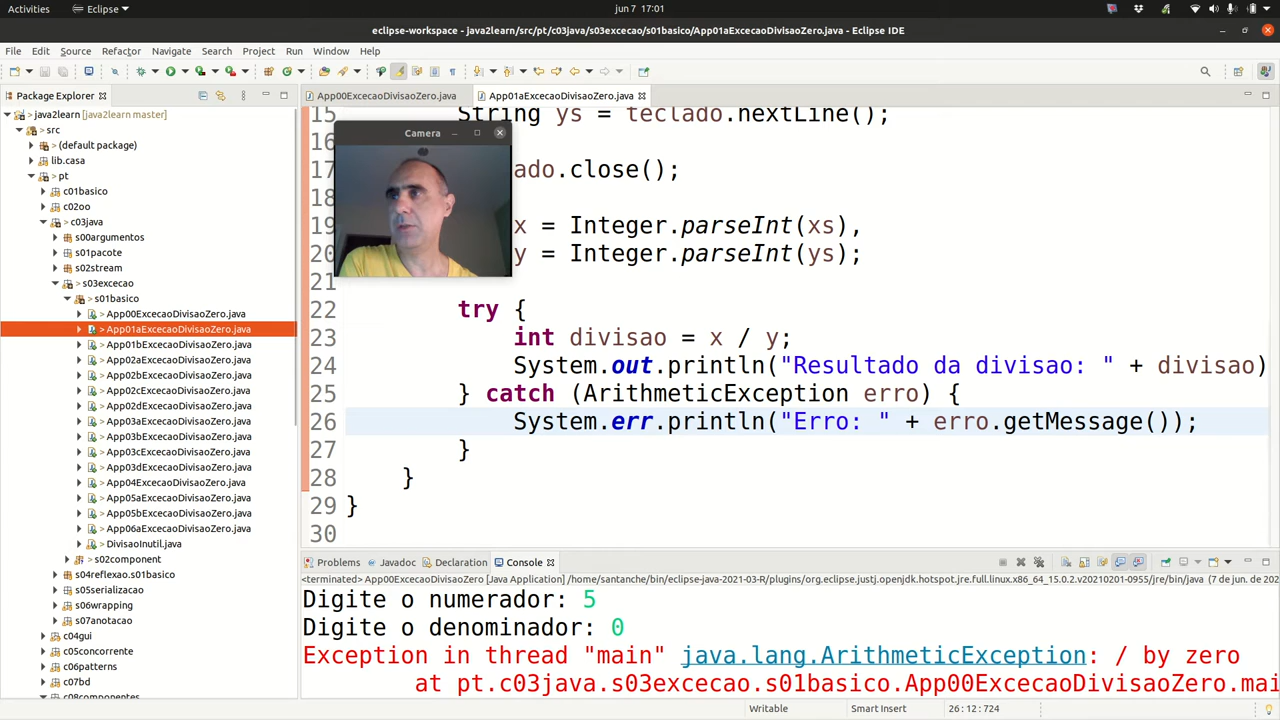 Activities
Eclipse
jun 7 17:01
eclipse-workspace - java2learn/src/pt/c03java/s03excecao/s01basico/App01aExcecaoDivisaoZero.java - Eclipse IDE
File Edit Source Refactor Navigate Search Project Run Window Help
Package Explorer
App00ExcecaoDivisaoZero.java
App01aExcecaoDivisaoZero.java
> java2learn [java2learn master]
> src
> (default package)
> lib.casa
> pt
> c01basico
> c02oo
> c03java
> s00argumentos
> s01pacote
> s02stream
> s03excecao
> s01basico
> App00ExcecaoDivisaoZero.java
> App01aExcecaoDivisaoZero.java
> App01bExcecaoDivisaoZero.java
> App02aExcecaoDivisaoZero.java
> App02bExcecaoDivisaoZero.java
> App02cExcecaoDivisaoZero.java
> App02dExcecaoDivisaoZero.java
> App03aExcecaoDivisaoZero.java
> App03bExcecaoDivisaoZero.java
> App03cExcecaoDivisaoZero.java
> App03dExcecaoDivisaoZero.java
> App04ExcecaoDivisaoZero.java
> App05aExcecaoDivisaoZero.java
> App05bExcecaoDivisaoZero.java
> App06aExcecaoDivisaoZero.java
> DivisaoInutil.java
> s02component
> s04reflexao.s01basico
> s05serializacao
> s06wrapping
> s07anotacao
> c04gui
> c05concorrente
> c06patterns
> c07bd
> c08componentes
15 String ys = teclado.nextLine();
Camera
16
17 ado.close();
18
19 x = Integer.parseInt(xs),
20 y = Integer.parseInt(ys);
21
22 try {
23 int divisao = x / y;
24 System.out.println("Resultado da divisao: " + divisao)
25 } catch (ArithmeticException erro) {
26 System.err.println("Erro: " + erro.getMessage());
27 }
28 }
29 }
30
Problems Javadoc Declaration Console
<terminated> App00ExcecaoDivisaoZero [Java Application] /home/santanche/bin/eclipse-java-2021-03-R/plugins/org.eclipse.justj.openjdk.hotspot.jre.full.linux.x86_64_15.0.2.v20210201-0955/jre/bin/java (7 de jun. de 202
Digite o numerador: 5
Digite o denominador: 0
Exception in thread "main" java.lang.ArithmeticException: / by zero
at pt.c03java.s03excecao.s01basico.App00ExcecaoDivisaoZero.mai
Writable
Smart Insert
26 : 12 : 724